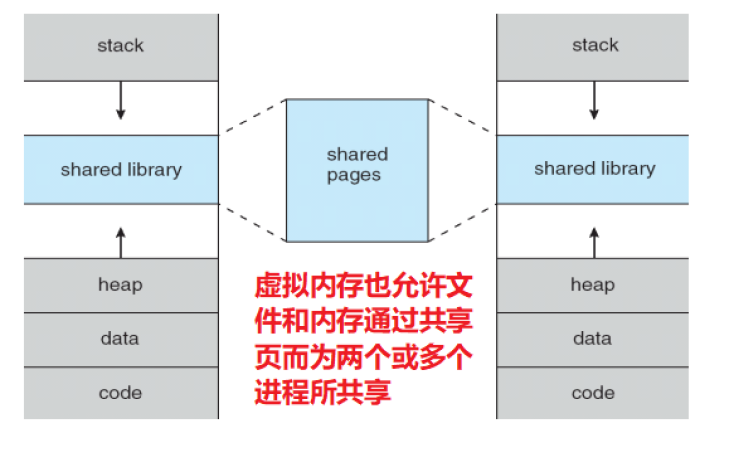 stack
shared library
heap
data
code
shared
pages
虚拟内存也允许文
件和内存通过共享
页而为两个或多个
进程所共享
stack
shared library
heap
data
code